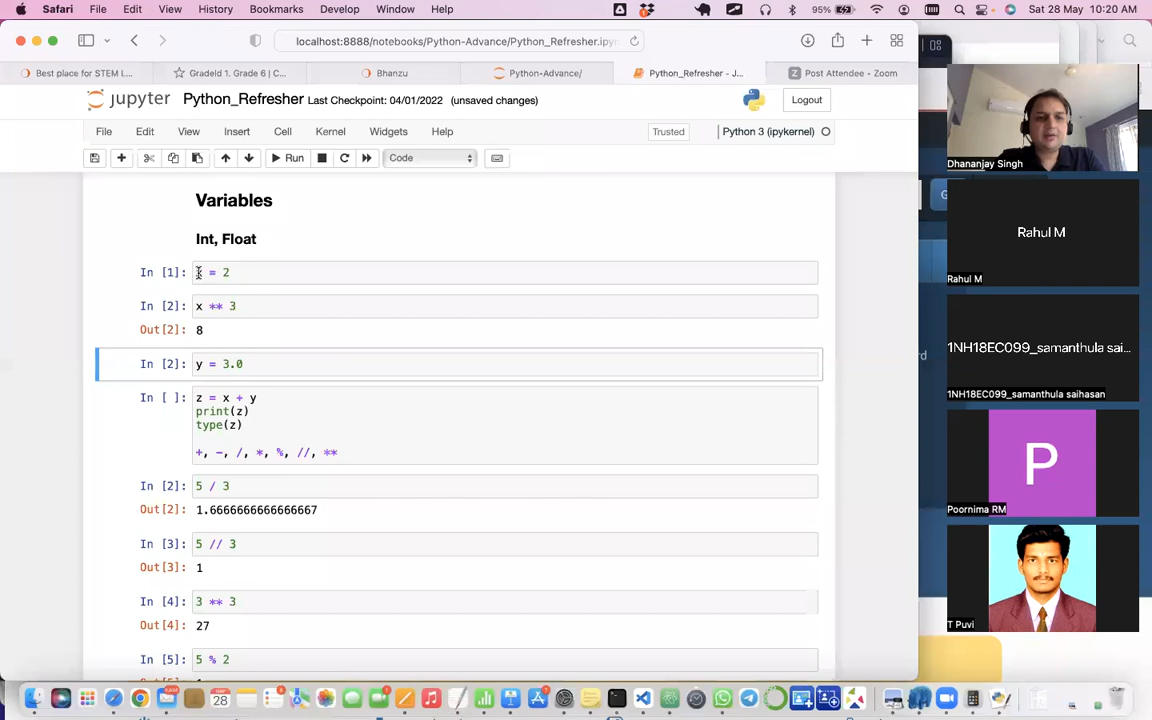 Safari File Edit View History Bookmarks Develop Window Help 95% Sat 28 May 10:20 AM
localhost:8888/notebooks/Python-Advance/Python_Refresher.ipyn
Best place for STEM l... GradeId 1. Grade 6 | C... Bhanzu Python-Advance/ Python_Refresher - J... Z Post Attendee - Zoom
jupyter Python_Refresher Last Checkpoint: 04/01/2022 (unsaved changes) Logout
File Edit View Insert Cell Kernel Widgets Help Trusted Python 3 (ipykernel)
Run Code
Variables
Int, Float
In [1]: x = 2
In [2]: x ** 3
Out[2]: 8
In [2]: y = 3.0
In [ ]: z = x + y
print(z)
type(z)
+, -, /, *, %, //, **
In [2]: 5 / 3
Out[2]: 1.6666666666666667
In [3]: 5 // 3
Out[3]: 1
In [4]: 3 ** 3
Out[4]: 27
In [5]: 5 % 2
Dhananjay Singh
Rahul M
Rahul M
1NH18EC099_samanthula sai...
1NH18EC099_samanthula saihasan
P
Poornima RM
T Puvi
28